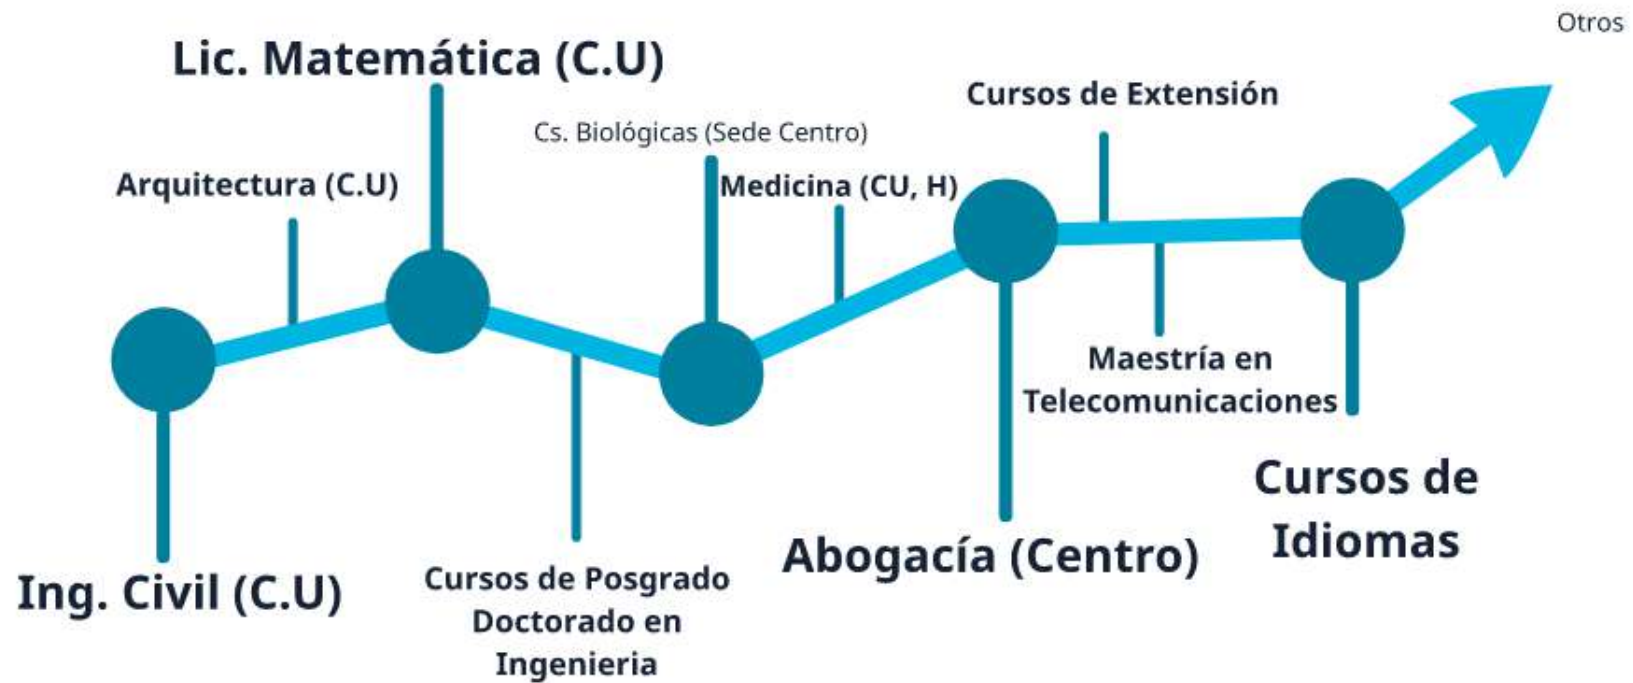 Otros
Lic. Matemática (C.U)
Cursos de Extensión
Cs. Biológicas (Sede Centro)
Arquitectura (C.U)
Medicina (CU, H)
Maestría en
Telecomunicaciones
Cursos de
Idiomas
Abogacía (Centro)
Ing. Civil (C.U)
Cursos de Posgrado
Doctorado en
Ingenieria